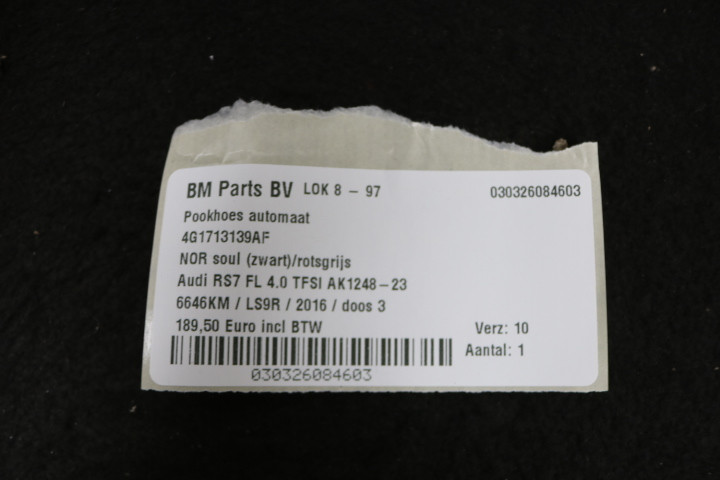 BM Parts BV LOK 8 - 97 030326084603
Pookhoes automaat
4G1713139AF
NOR soul (zwart)/rotsgrijs
Audi RS7 FL 4.0 TFSI AK1248-23
6646KM / LS9R / 2016 / doos 3
189,50 Euro incl BTW Verz: 10
Aantal: 1
030326084603